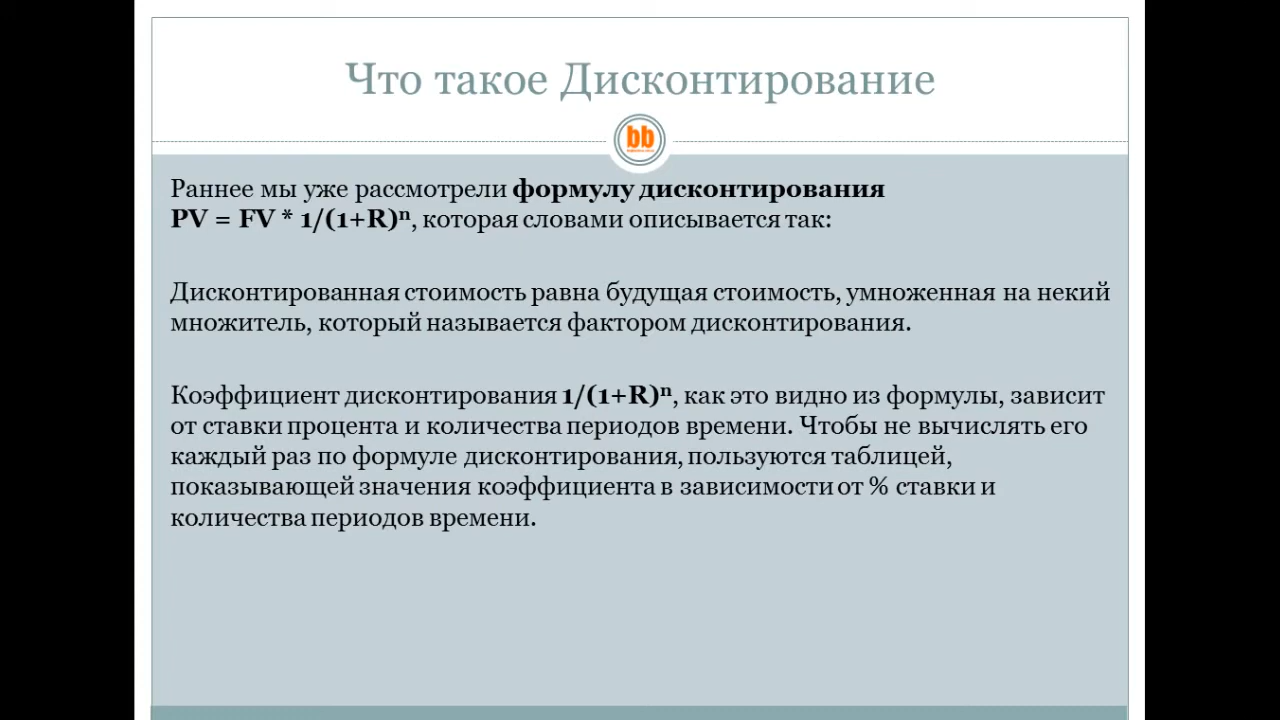 Что такое Дисконтирование
bb
Раннее мы уже рассмотрели формулу дисконтирования
PV = FV * 1/(1+R)ⁿ, которая словами описывается так:
Дисконтированная стоимость равна будущая стоимость, умноженная на некий
множитель, который называется фактором дисконтирования.
Коэффициент дисконтирования 1/(1+R)ⁿ, как это видно из формулы, зависит
от ставки процента и количества периодов времени. Чтобы не вычислять его
каждый раз по формуле дисконтирования, пользуются таблицей,
показывающей значения коэффициента в зависимости от % ставки и
количества периодов времени.